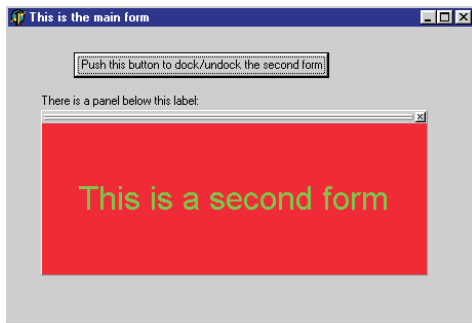 This is the main form
Push this button to dock/undock the second form
There is a panel below this label:
This is a second form